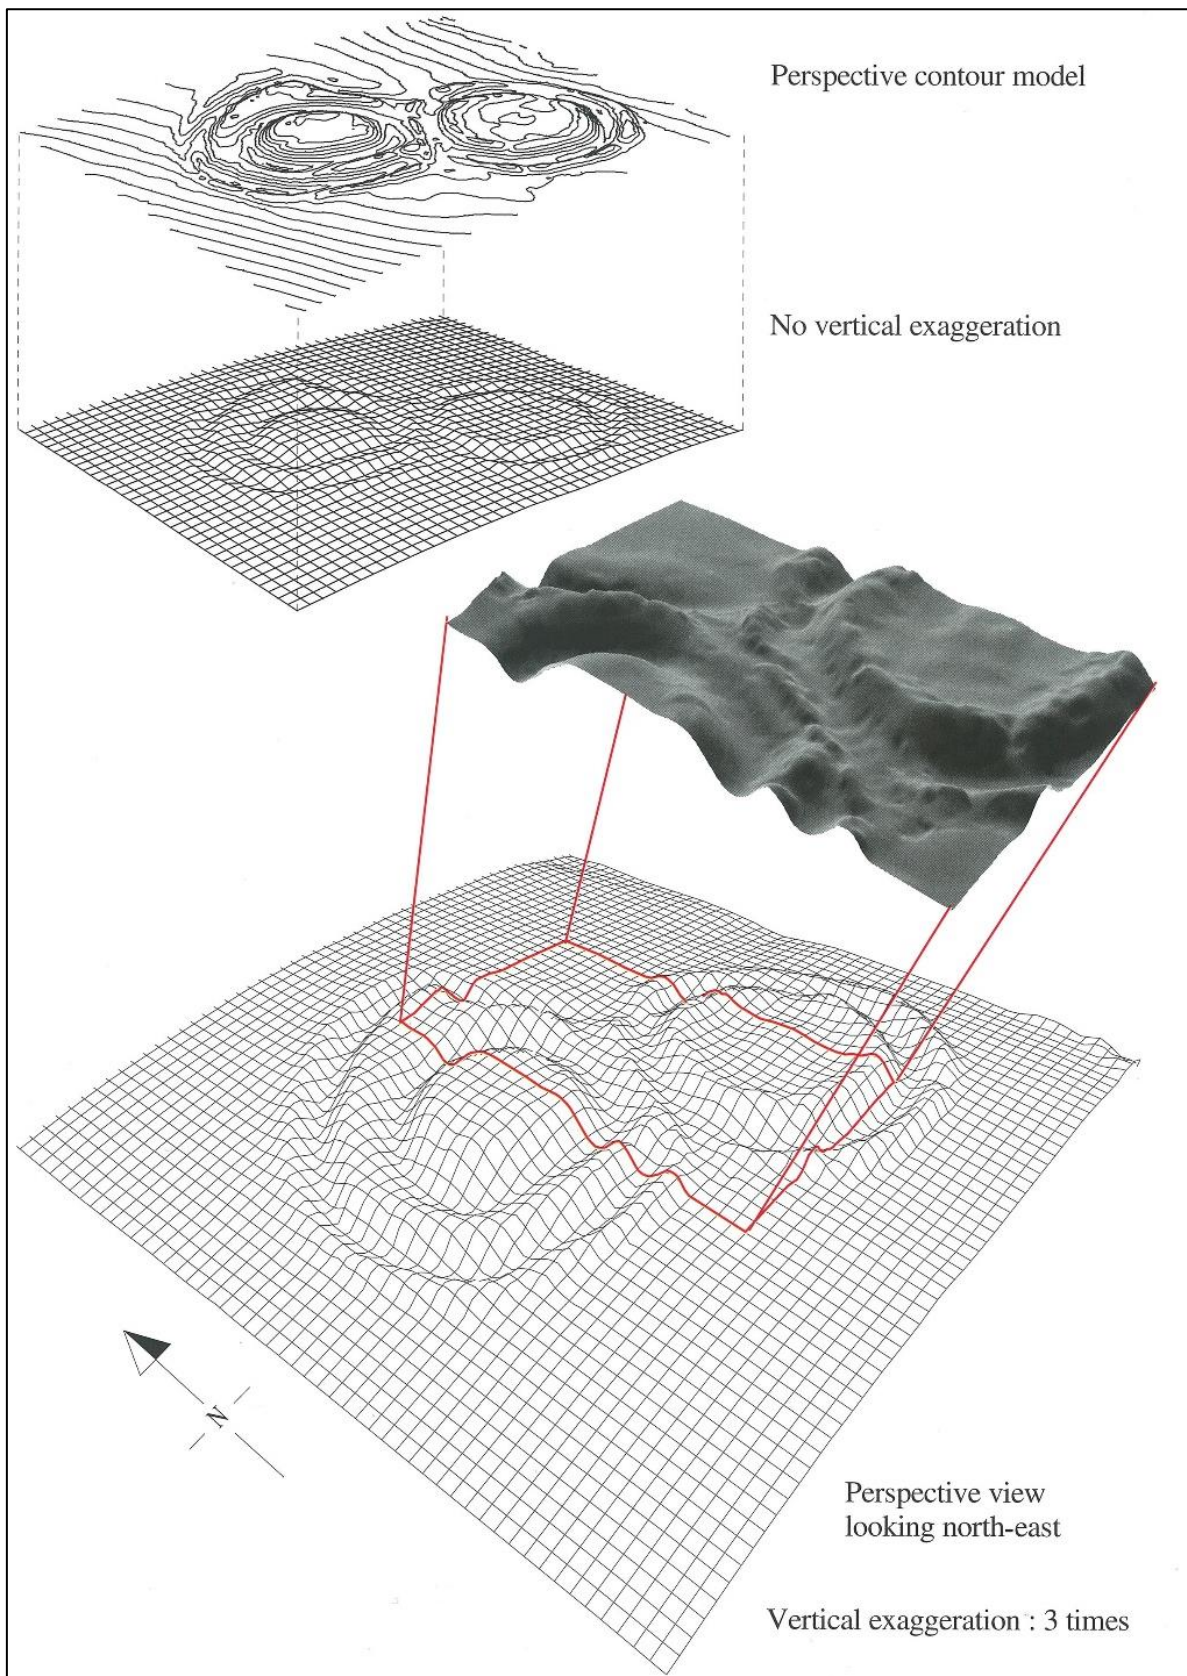 Perspective contour model
No vertical exaggeration
N
Perspective view
looking north-east
Vertical exaggeration : 3 times